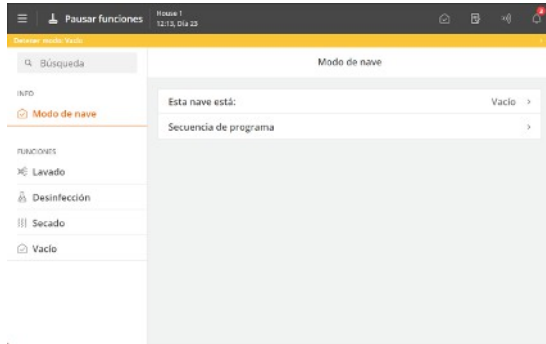 Pausar funciones
House 1
12:13, Día 23
Detener modo: Vacío
Búsqueda
Modo de nave
INFO
Modo de nave
Esta nave está: Vacío
Secuencia de programa
FUNCIONES
Lavado
Desinfección
Secado
Vacío